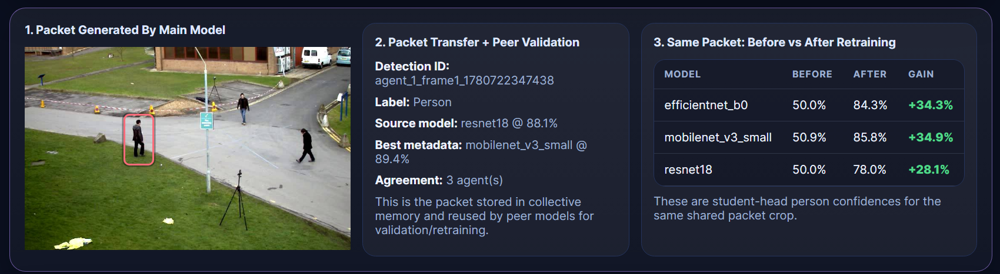 1. Packet Generated By Main Model
2. Packet Transfer + Peer Validation
Detection ID:
agent_1_frame1_1780722347438
Label: Person
Source model: resnet18 @ 88.1%
Best metadata: mobilenet_v3_small @
89.4%
Agreement: 3 agent(s)
This is the packet stored in collective
memory and reused by peer models for
validation/retraining.
3. Same Packet: Before vs After Retraining
MODEL BEFORE AFTER GAIN
efficientnet_b0 50.0% 84.3% +34.3%
mobilenet_v3_small 50.9% 85.8% +34.9%
resnet18 50.0% 78.0% +28.1%
These are student-head person confidences for the
same shared packet crop.